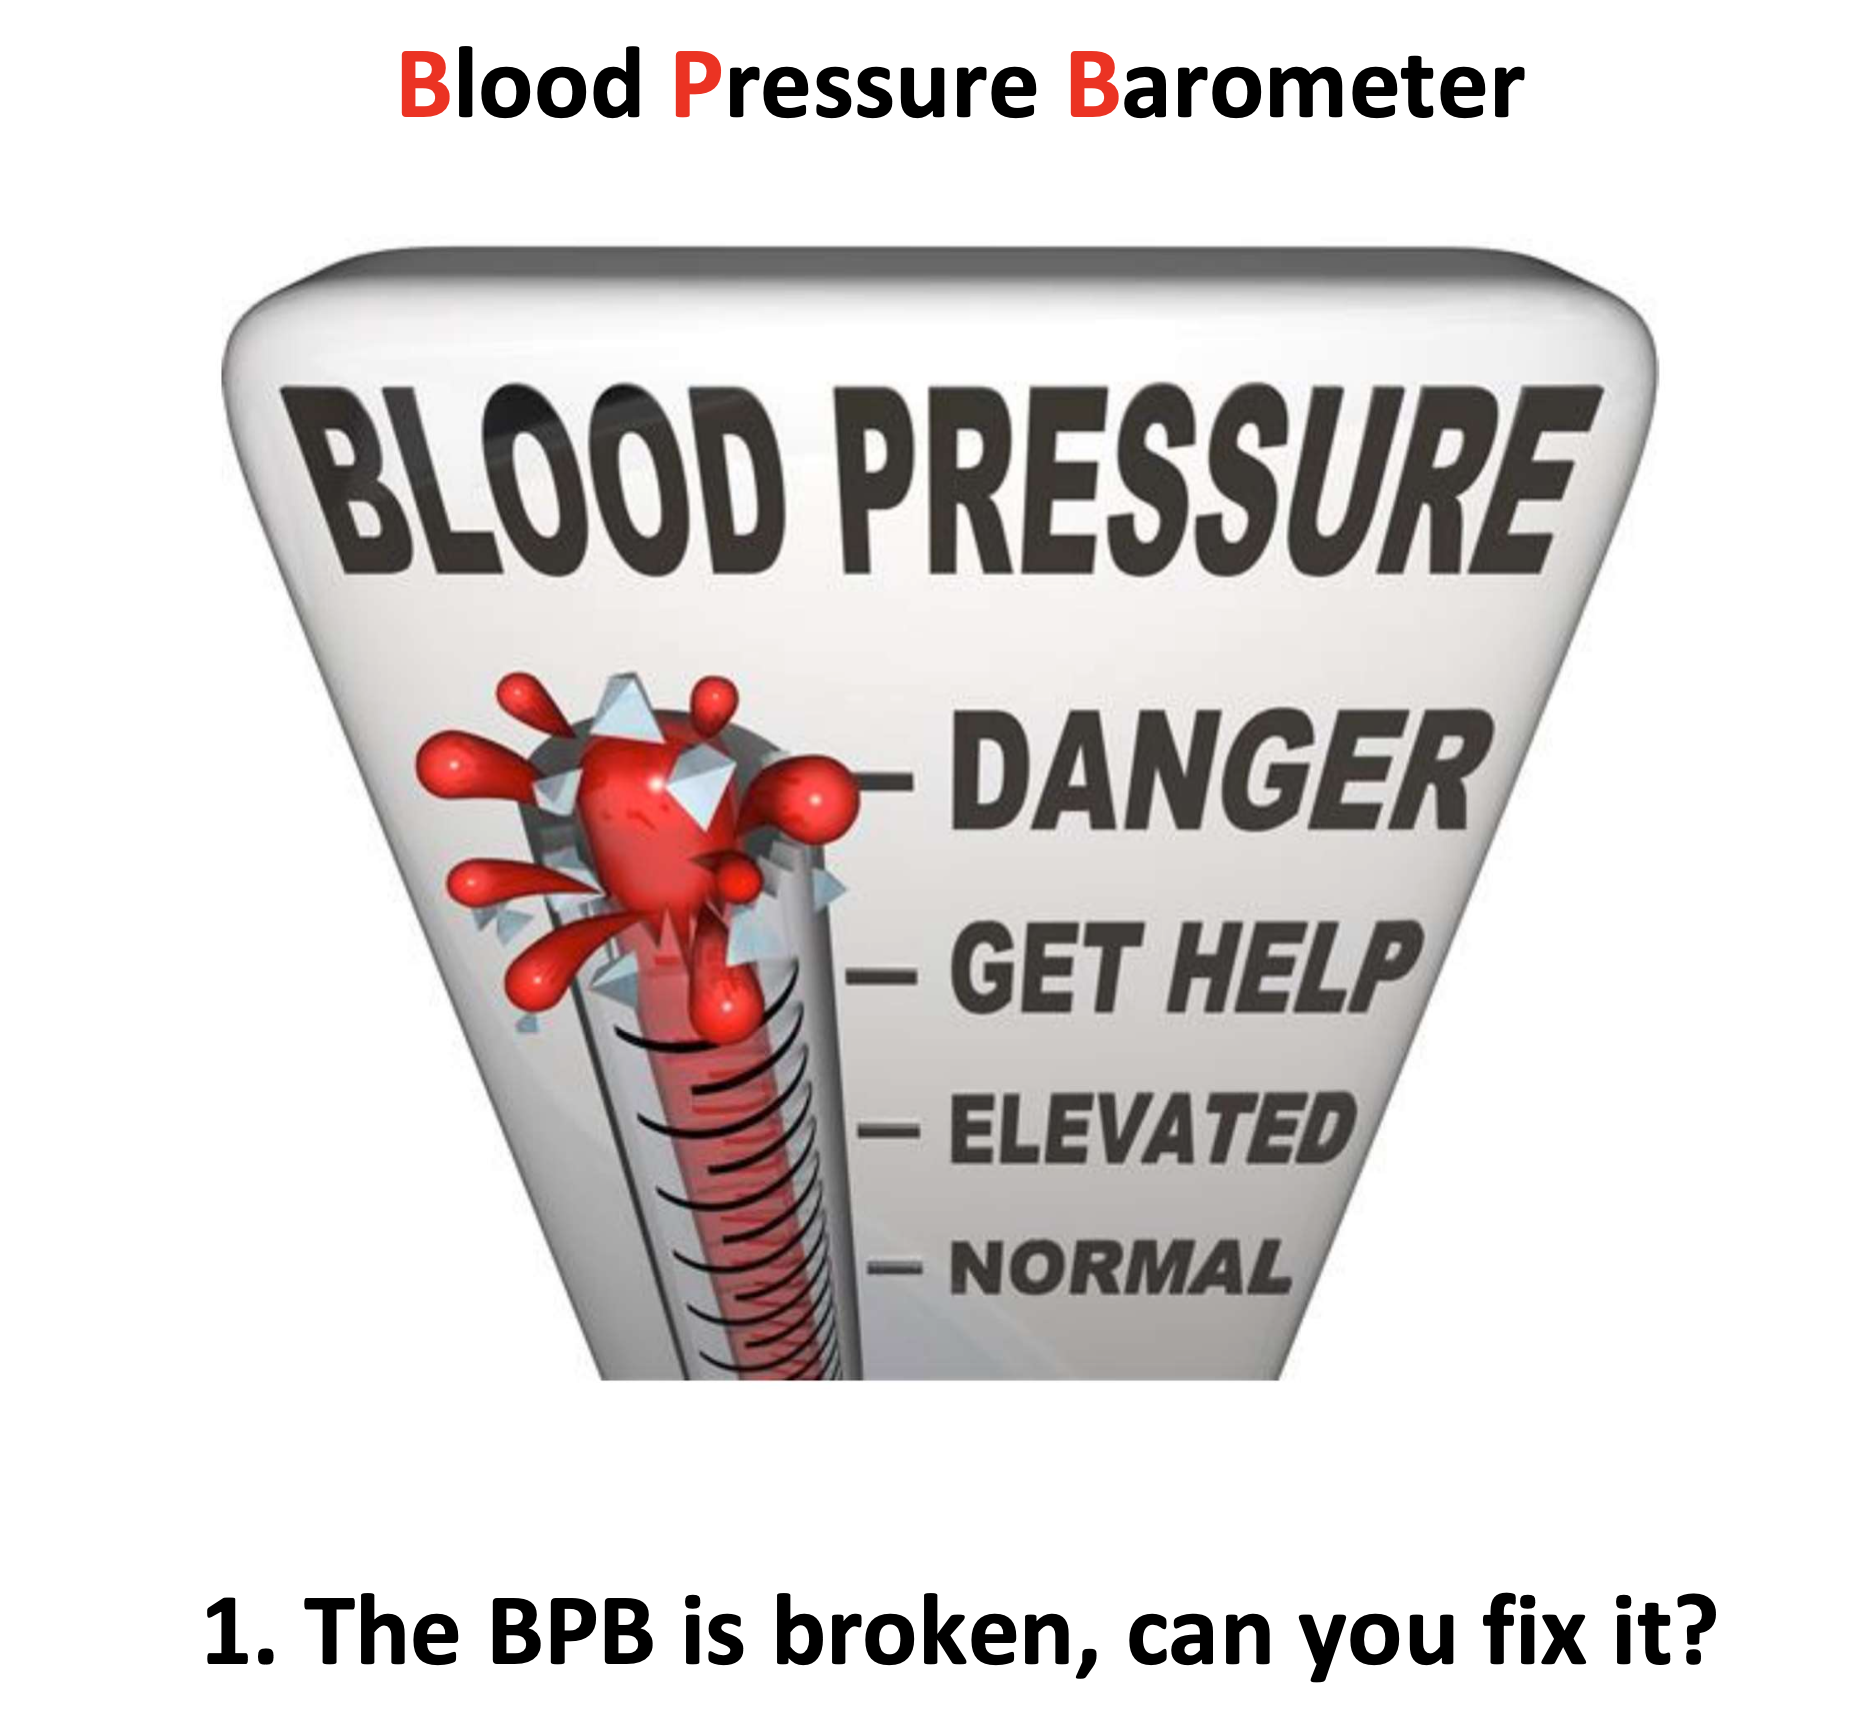 Blood Pressure Barometer
BLOOD PRESSURE
DANGER
GET HELP
ELEVATED
NORMAL
1. The BPB is broken, can you fix it?